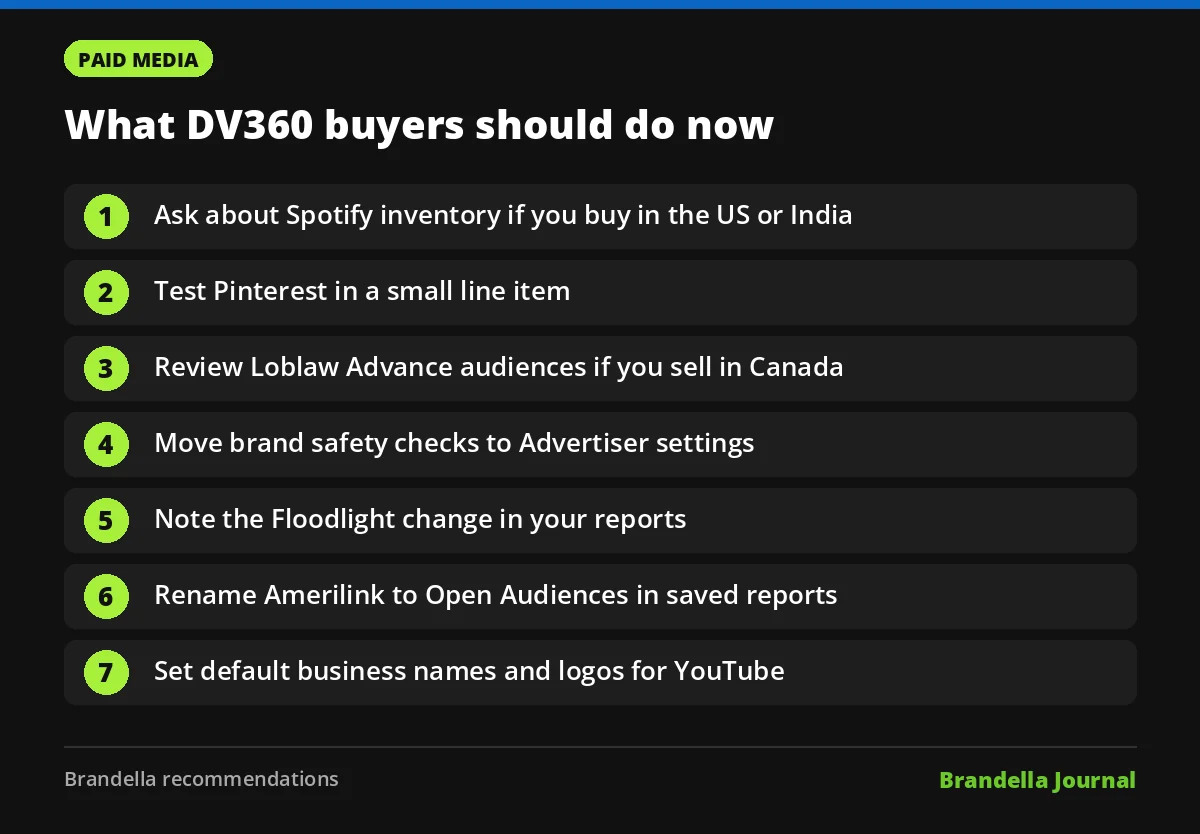 PAID MEDIA
What DV360 buyers should do now
1 Ask about Spotify inventory if you buy in the US or India
2 Test Pinterest in a small line item
3 Review Loblaw Advance audiences if you sell in Canada
4 Move brand safety checks to Advertiser settings
5 Note the Floodlight change in your reports
6 Rename Amerilink to Open Audiences in saved reports
7 Set default business names and logos for YouTube
Brandella recommendations
Brandella Journal